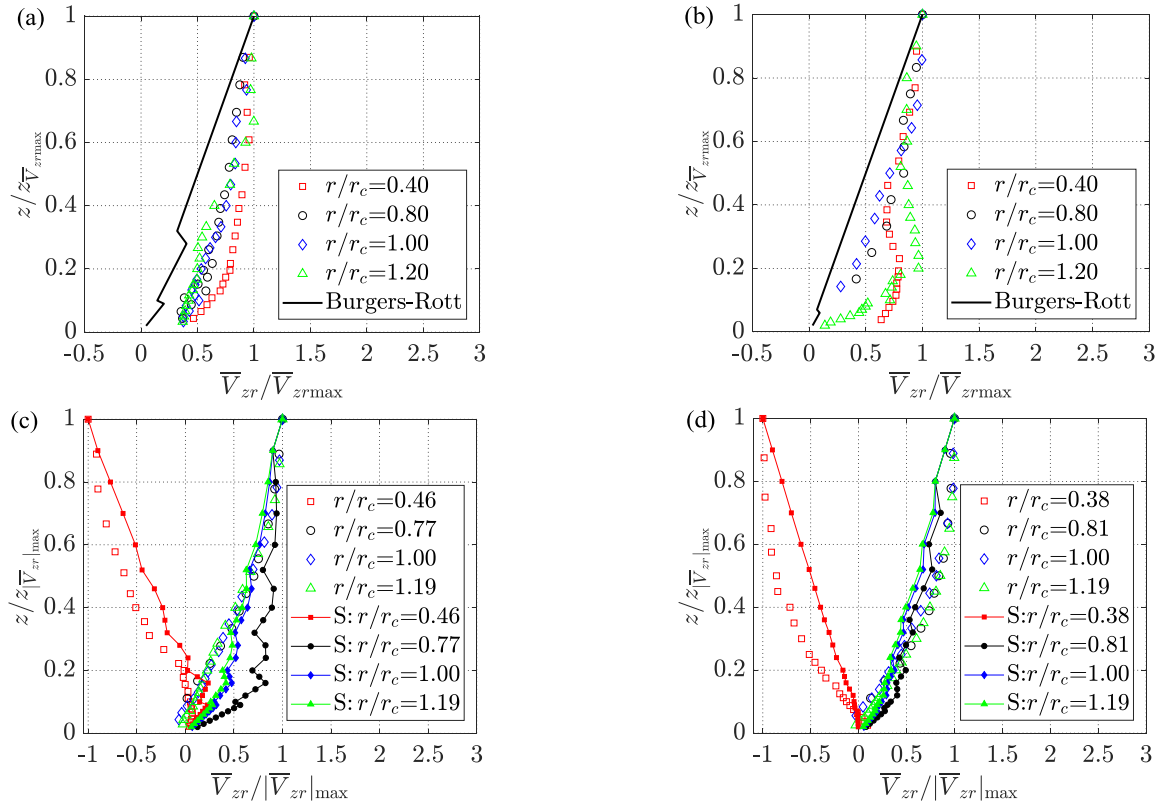 (a)
1
0.8
0.6
0.4
0.2
0
z/z_{\overline{V}_{zrmax}}
r/r_c=0.40
r/r_c=0.80
r/r_c=1.00
r/r_c=1.20
Burgers-Rott
-0.5 0 0.5 1 1.5 2 2.5 3
\overline{V}_{zr}/\overline{V}_{zrmax}
(b)
1
0.8
0.6
0.4
0.2
0
z/z_{\overline{V}_{zrmax}}
r/r_c=0.40
r/r_c=0.80
r/r_c=1.00
r/r_c=1.20
Burgers-Rott
-0.5 0 0.5 1 1.5 2 2.5 3
\overline{V}_{zr}/\overline{V}_{zrmax}
(c)
1
0.8
0.6
0.4
0.2
0
z/z_{\overline{V}_{|zr|max}}
r/r_c=0.46
r/r_c=0.77
r/r_c=1.00
r/r_c=1.19
S:r/r_c=0.46
S:r/r_c=0.77
S:r/r_c=1.00
S:r/r_c=1.19
-1 -0.5 0 0.5 1 1.5 2 2.5 3
\overline{V}_{zr}/|\overline{V}_{zr}|_{max}
(d)
1
0.8
0.6
0.4
0.2
0
z/z_{\overline{V}_{|zr|max}}
r/r_c=0.38
r/r_c=0.81
r/r_c=1.00
r/r_c=1.19
S:r/r_c=0.38
S:r/r_c=0.81
S:r/r_c=1.00
S:r/r_c=1.19
-1 -0.5 0 0.5 1 1.5 2 2.5 3
\overline{V}_{zr}/|\overline{V}_{zr}|_{max}